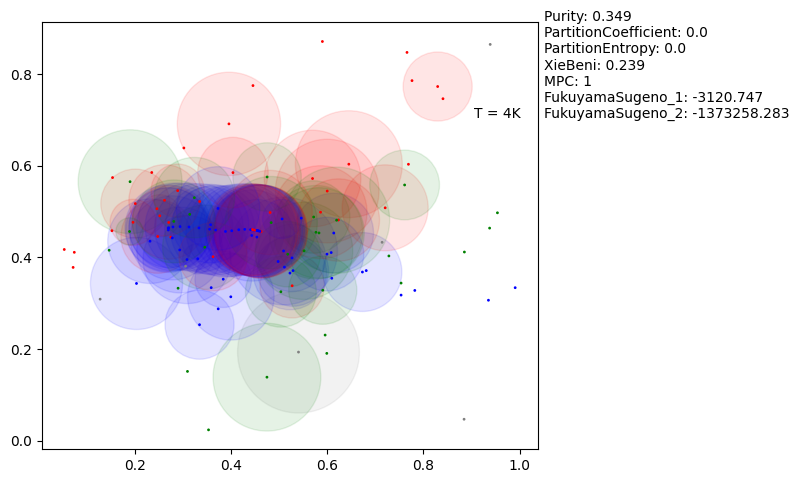 Purity: 0.349
PartitionCoefficient: 0.0
PartitionEntropy: 0.0
XieBeni: 0.239
MPC: 1
FukuyamaSugeno_1: -3120.747
FukuyamaSugeno_2: -1373258.283
T = 4K
0.8
0.6
0.4
0.2
0.0
0.2 0.4 0.6 0.8 1.0